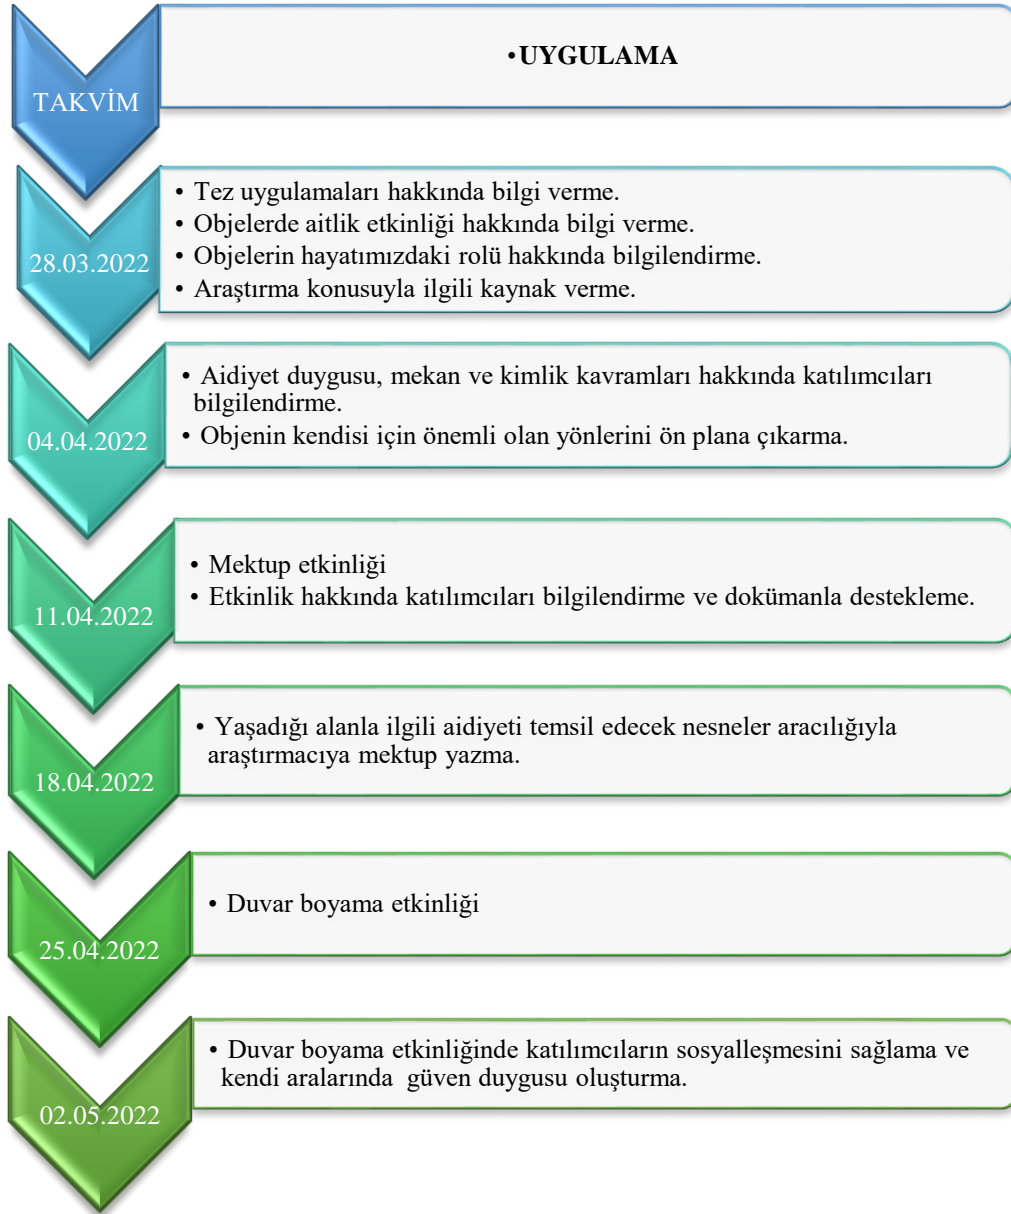 TAKVİM
•UYGULAMA
28.03.2022
• Tez uygulamaları hakkında bilgi verme.
• Objelerde aitlik etkinliği hakkında bilgi verme.
• Objelerin hayatımızdaki rolü hakkında bilgilendirme.
• Araştırma konusuyla ilgili kaynak verme.
04.04.2022
• Aidiyet duygusu, mekan ve kimlik kavramları hakkında katılımcıları
bilgilendirme.
• Objenin kendisi için önemli olan yönlerini ön plana çıkarma.
11.04.2022
• Mektup etkinliği
• Etkinlik hakkında katılımcıları bilgilendirme ve dokümanla destekleme.
18.04.2022
• Yaşadığı alanla ilgili aidiyeti temsil edecek nesneler aracılığıyla
araştırmacıya mektup yazma.
25.04.2022
• Duvar boyama etkinliği
02.05.2022
• Duvar boyama etkinliğinde katılımcıların sosyalleşmesini sağlama ve
kendi aralarında güven duygusu oluşturma.